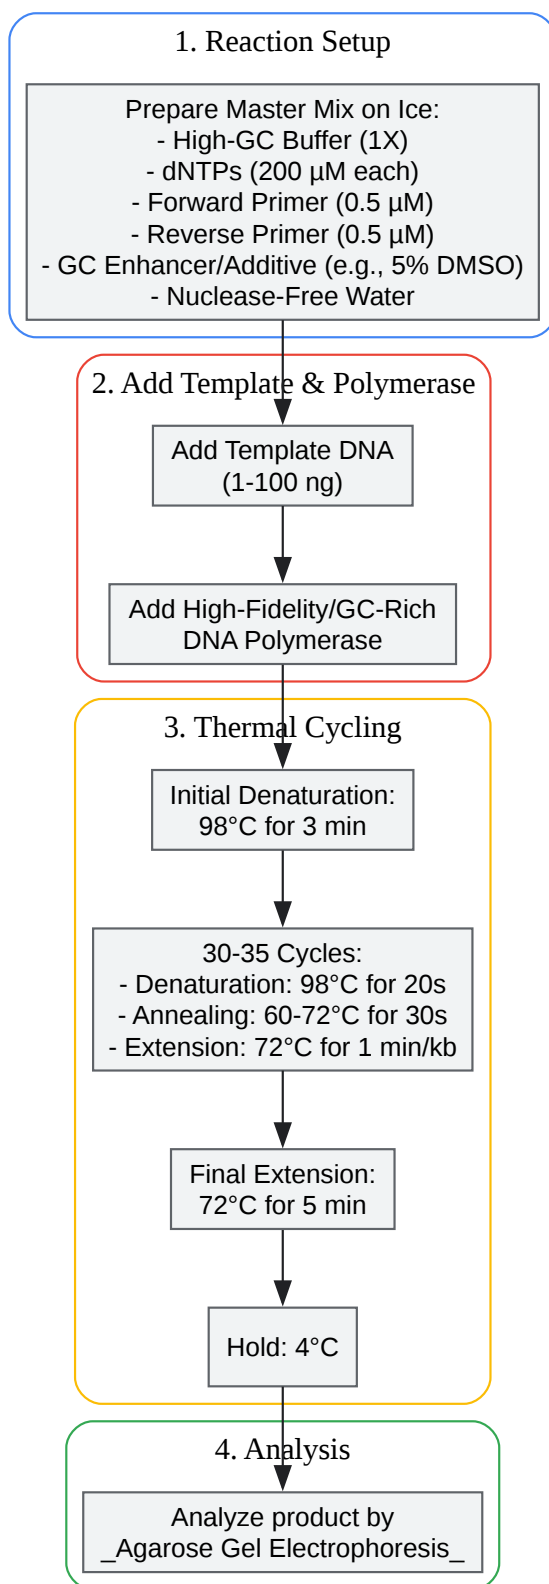 1. Reaction Setup
Prepare Master Mix on Ice:
- High-GC Buffer (1X)
- dNTPs (200 µM each)
- Forward Primer (0.5 µM)
- Reverse Primer (0.5 µM)
- GC Enhancer/Additive (e.g., 5% DMSO)
- Nuclease-Free Water
2. Add Template & Polymerase
Add Template DNA
(1-100 ng)
Add High-Fidelity/GC-Rich
DNA Polymerase
3. Thermal Cycling
Initial Denaturation:
98°C for 3 min
30-35 Cycles:
- Denaturation: 98°C for 20s
- Annealing: 60-72°C for 30s
- Extension: 72°C for 1 min/kb
Final Extension:
72°C for 5 min
Hold: 4°C
4. Analysis
Analyze product by
_Agarose Gel Electrophoresis_